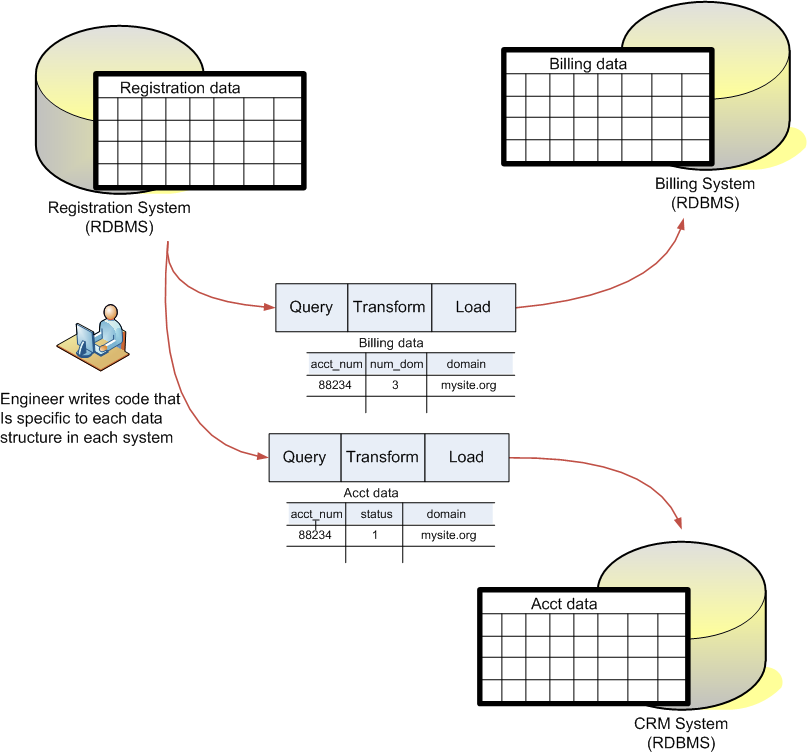 Registration data
Billing data
Registration System
(RDBMS)
Billing System
(RDBMS)
Query Transform Load
Billing data
acct_num num_dom domain
88234 3 mysite.org
Engineer writes code that
Is specific to each data
structure in each system
Query Transform Load
Acct data
acct_num status domain
88234 1 mysite.org
Acct data
CRM System
(RDBMS)